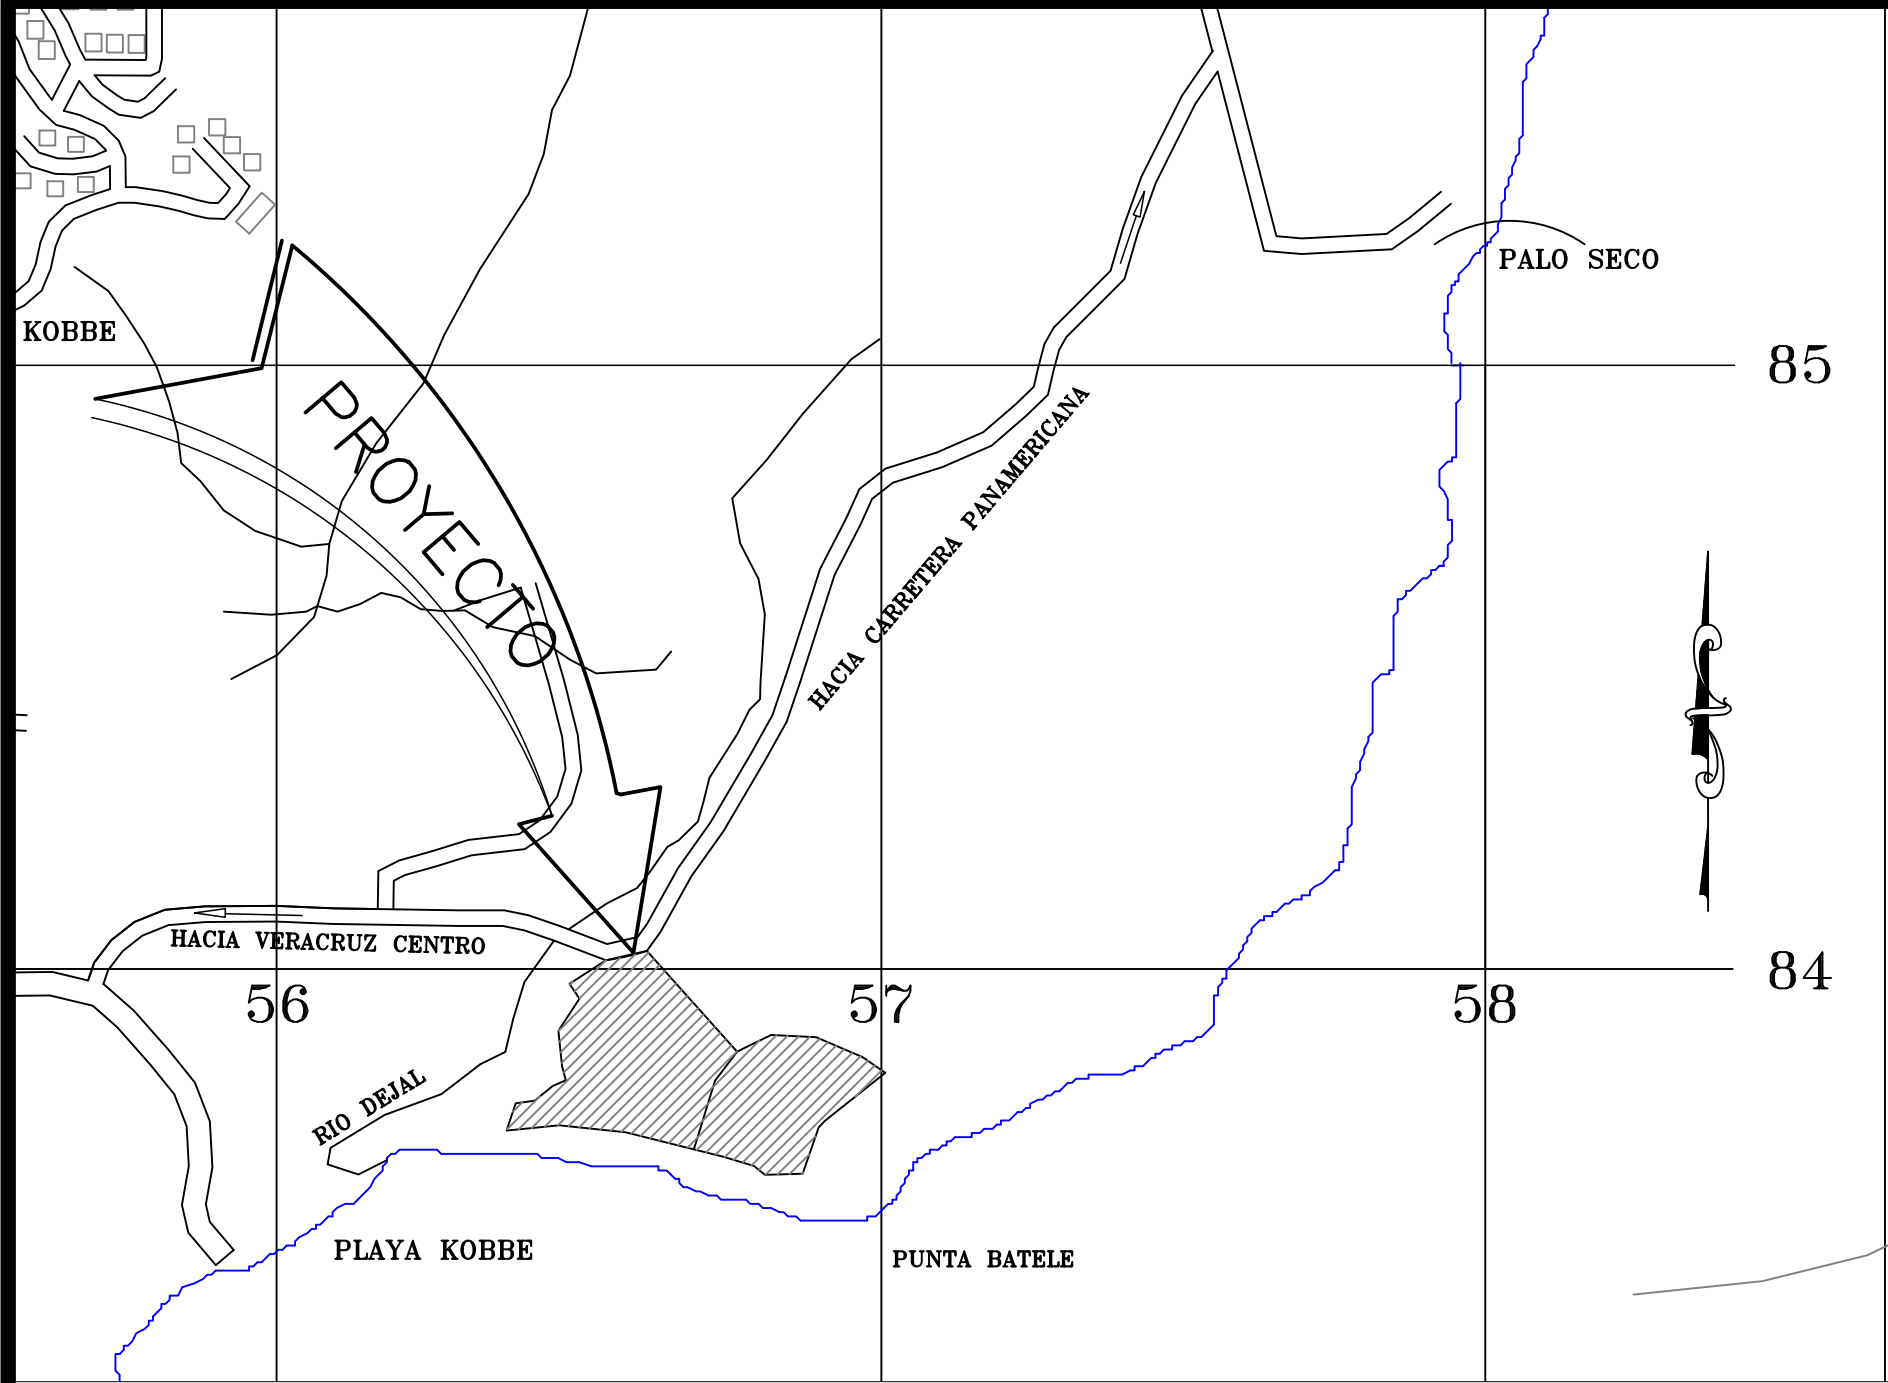 PALO SECO
KOBBE
85
PROYECTO
HACIA CARRETERA PANAMERICANA
HACIA VERACRUZ CENTRO
84
56
57
58
RIO DEJAL
PLAYA KOBBE
PUNTA BATELE